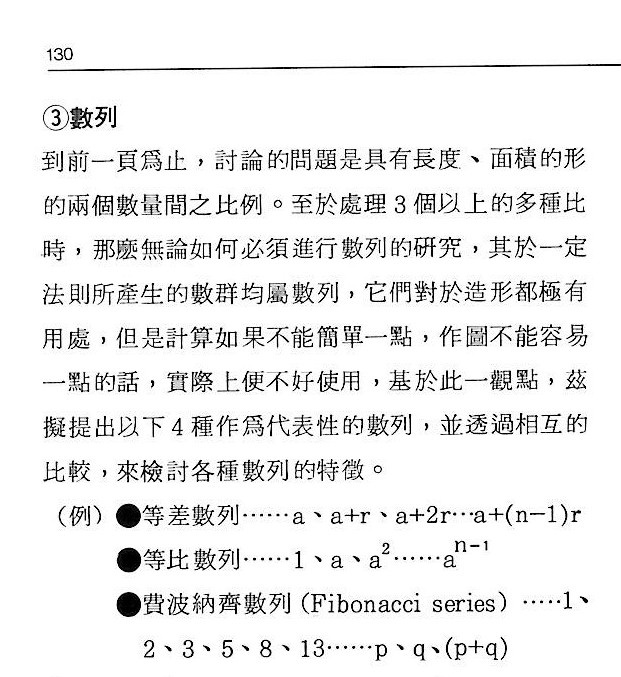 130
③數列
到前一頁爲止，討論的問題是具有長度、面積的形
的兩個數量間之比例。至於處理3個以上的多種比
時，那麼無論如何必須進行數列的研究，其於一定
法則所產生的數群均屬數列，它們對於造形都極有
用處，但是計算如果不能簡單一點，作圖不能容易
一點的話，實際上便不好使用，基於此一觀點，茲
擬提出以下4種作爲代表性的數列，並透過相互的
比較，來檢討各種數列的特徵。
（例）●等差數列……a、a+r、a+2r…a+(n−1)r
●等比數列……1、a、a²……aⁿ⁻¹
●費波納齊數列（Fibonacci series）……1、
2、3、5、8、13……p、q、(p+q)